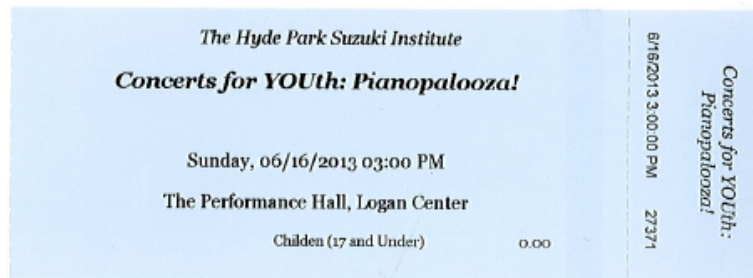 The Hyde Park Suzuki Institute
Concerts for YOUth: Pianopalooza!
Sunday, 06/16/2013 03:00 PM
The Performance Hall, Logan Center
Childen (17 and Under) 0.00
Concerts for YOUth:
Pianopalooza!
6/16/2013 3:00:00 PM 27371